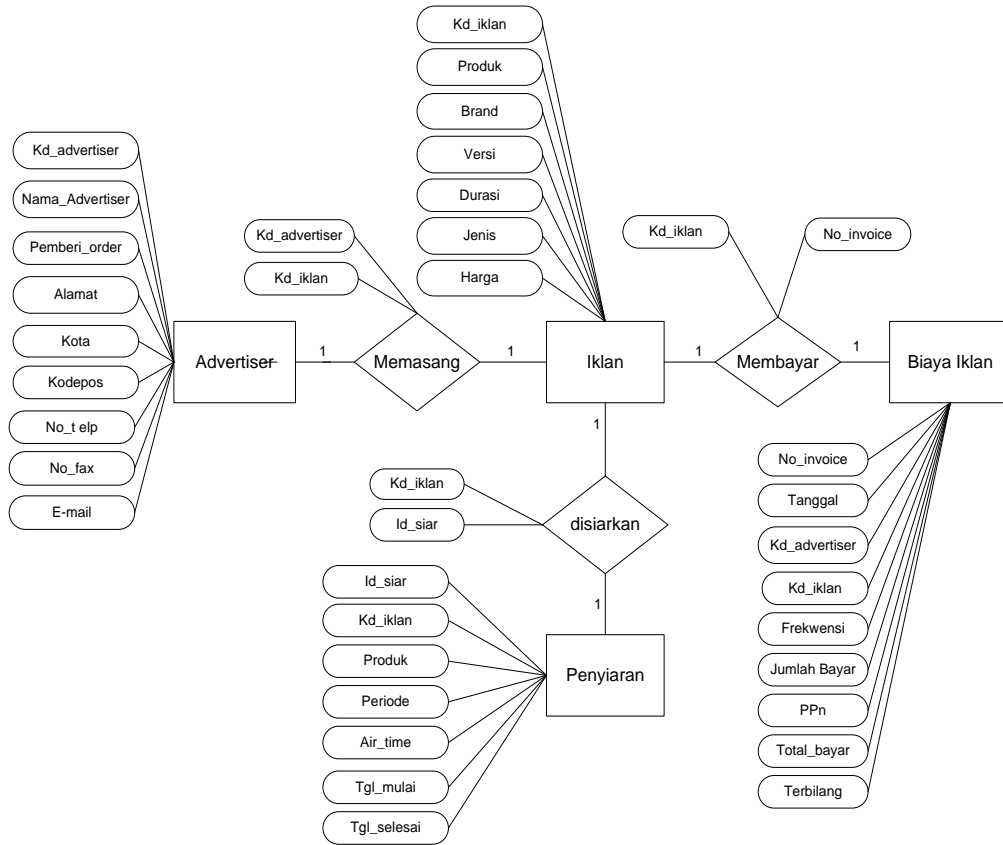 Kd_iklan
Produk
Brand
Versi
Durasi
Jenis
Harga
Kd_advertiser
Nama_Advertiser
Pemberi_order
Alamat
Kota
Kodepos
No_t elp
No_fax
E-mail
Kd_advertiser
Kd_iklan
Kd_iklan
No_invoice
Advertiser
1
Memasang
1
Iklan
1
Membayar
1
Biaya Iklan
1
Kd_iklan
Id_siar
disiarkan
1
Penyiaran
Id_siar
Kd_iklan
Produk
Periode
Air_time
Tgl_mulai
Tgl_selesai
No_invoice
Tanggal
Kd_advertiser
Kd_iklan
Frekwensi
Jumlah Bayar
PPn
Total_bayar
Terbilang